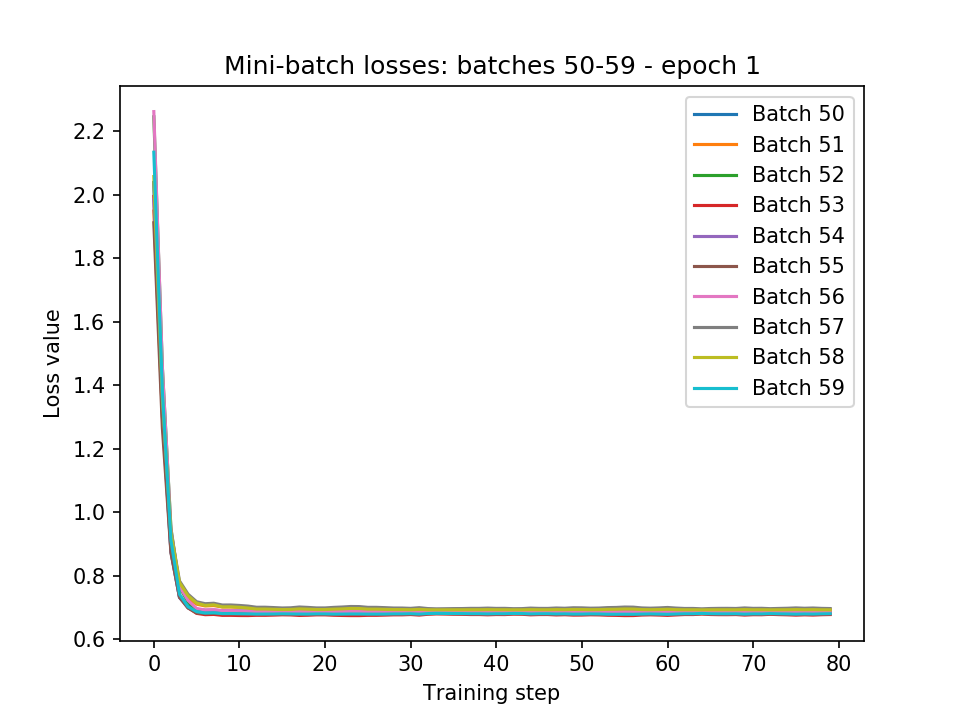 Mini-batch losses: batches 50-59 - epoch 1
Batch 50
Batch 51
Batch 52
Batch 53
Batch 54
Batch 55
Batch 56
Batch 57
Batch 58
Batch 59
2.2
2.0
1.8
1.6
1.4
1.2
1.0
0.8
0.6
Loss value
0 10 20 30 40 50 60 70 80
Training step